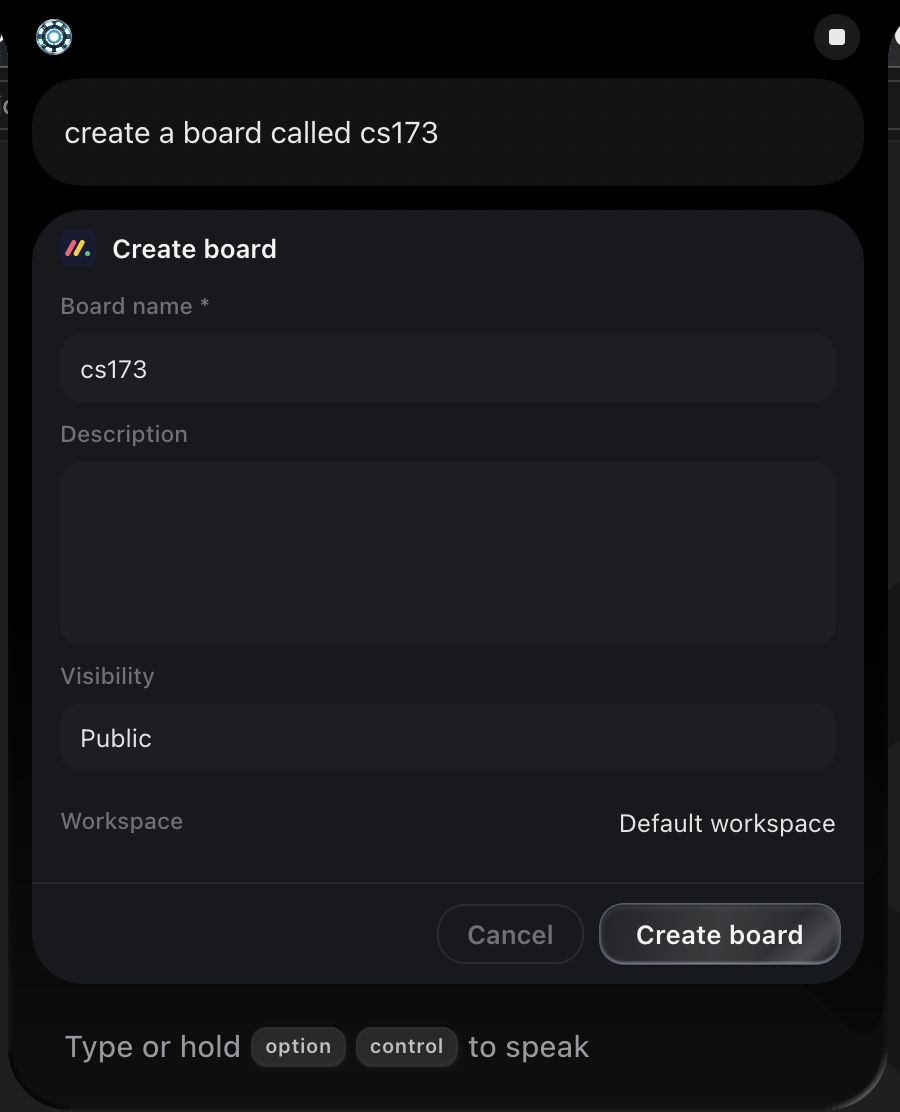 create a board called cs173
Create board
Board name *
cs173
Description
Visibility
Public
Workspace
Default workspace
Cancel
Create board
Type or hold option control to speak